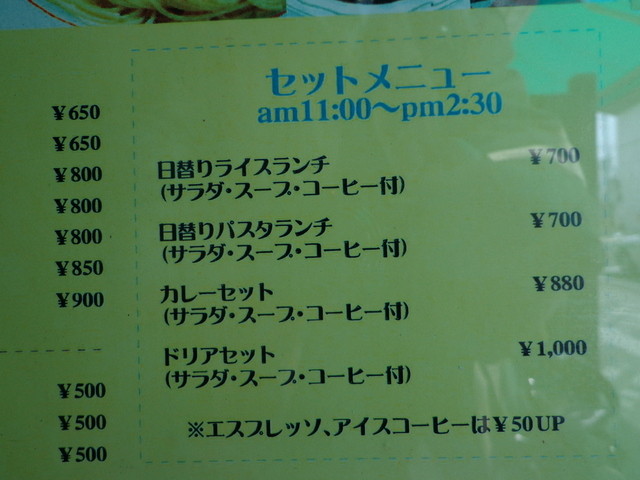 ¥650
¥650
¥800
¥800
¥800
¥850
¥900
¥500
¥500
¥500
セットメニュー
am11:00〜pm2:30
日替りライスランチ ¥700
(サラダ・スープ・コーヒー付)
日替りパスタランチ ¥700
(サラダ・スープ・コーヒー付)
カレーセット ¥880
(サラダ・スープ・コーヒー付)
ドリアセット ¥1,000
(サラダ・スープ・コーヒー付)
※エスプレッソ、アイスコーヒーは¥50UP